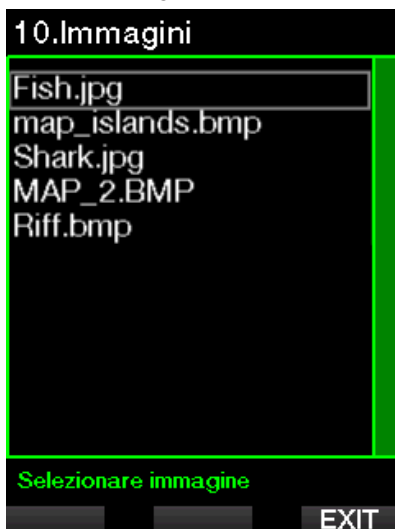 10.Immagini
Fish.jpg
map_islands.bmp
Shark.jpg
MAP_2.BMP
Riff.bmp
Selezionare immagine
EXIT